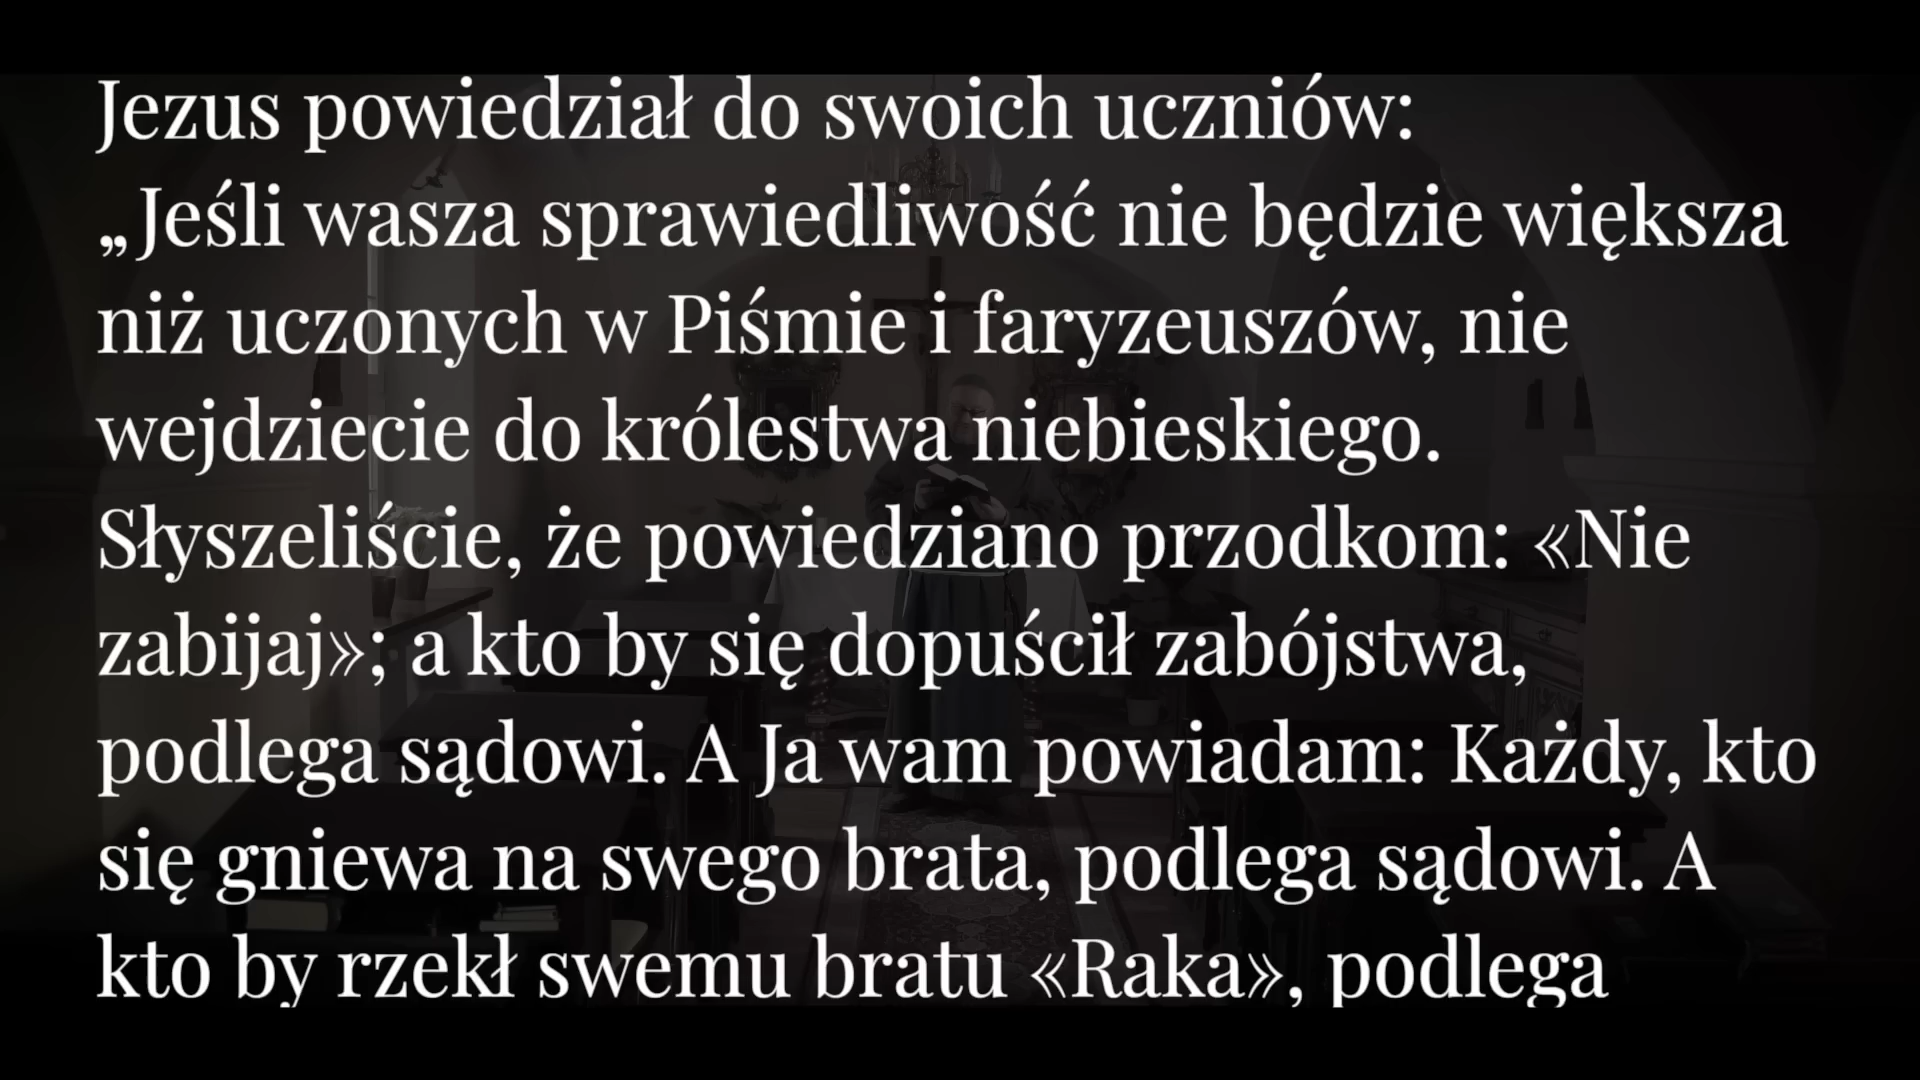 Jezus powiedział do swoich uczniów:
„Jeśli wasza sprawiedliwość nie będzie większa
niż uczonych w Piśmie i faryzeuszów, nie
wejdziecie do królestwa niebieskiego.
Słyszeliście, że powiedziano przodkom: «Nie
zabijaj»; a kto by się dopuścił zabójstwa,
podlega sądowi. A Ja wam powiadam: Każdy, kto
się gniewa na swego brata, podlega sądowi. A
kto by rzekł swemu bratu «Raka», podlega